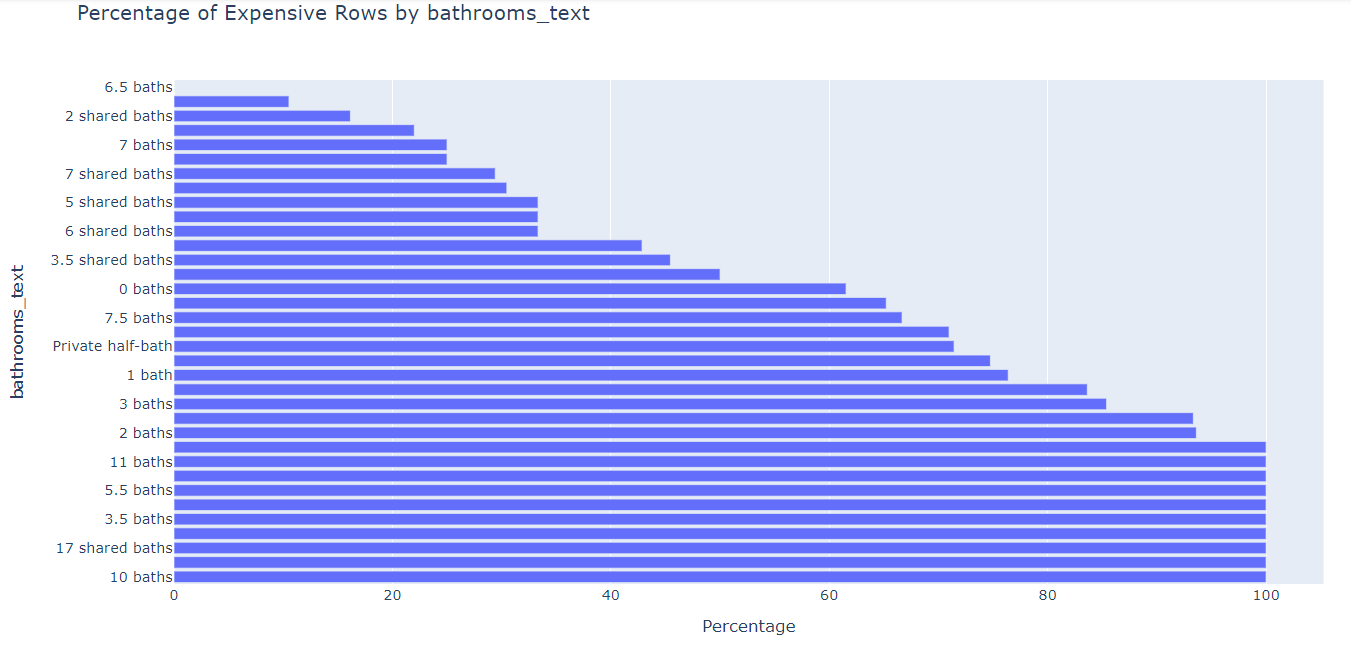 Percentage of Expensive Rows by bathrooms_text
6.5 baths
2 shared baths
7 baths
7 shared baths
5 shared baths
6 shared baths
3.5 shared baths
0 baths
7.5 baths
Private half-bath
1 bath
3 baths
2 baths
11 baths
5.5 baths
3.5 baths
17 shared baths
10 baths
bathrooms_text
0 20 40 60 80 100
Percentage